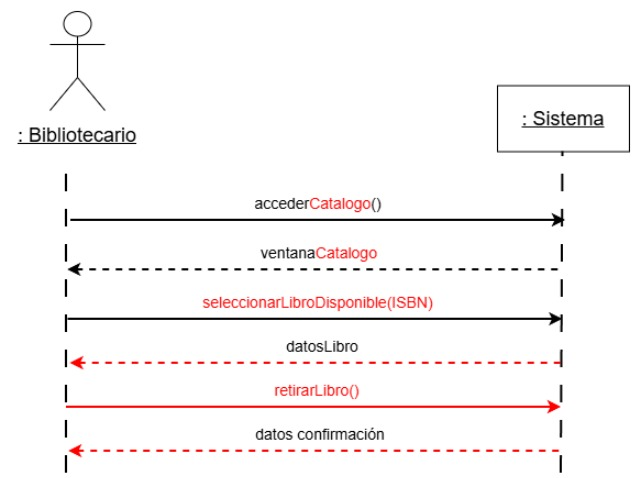 : Bibliotecario
: Sistema
accederCatalogo()
ventanaCatalogo
seleccionarLibroDisponible(ISBN)
datosLibro
retirarLibro()
datos confirmación